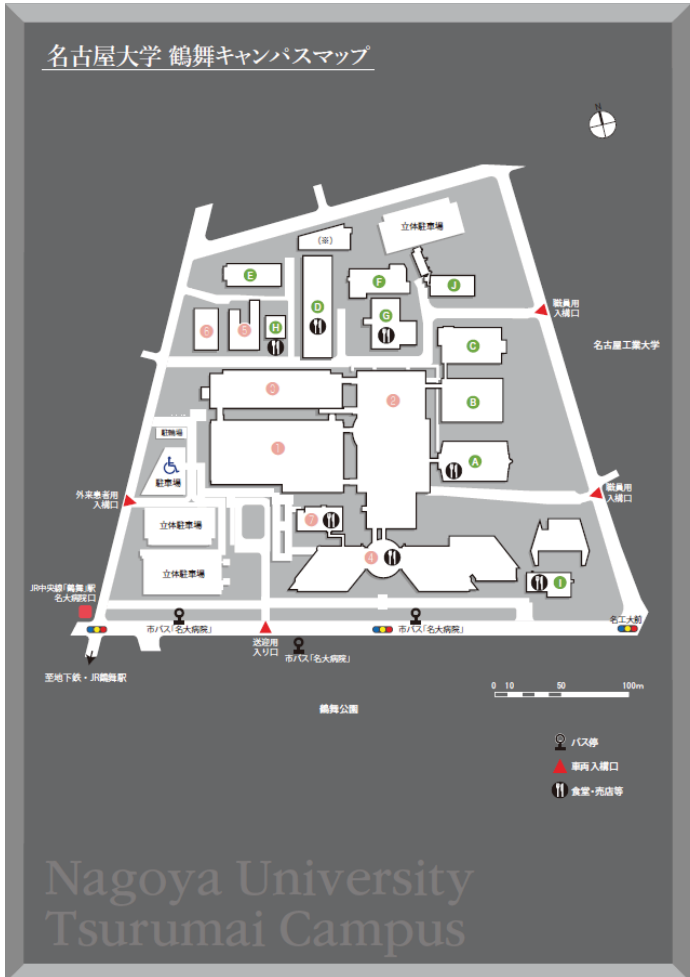 名古屋大学 鶴舞キャンパスマップ
N
立体駐車場
(※)
E
F
J
D
G
6
5
H
職員用
入構口
名古屋工業大学
C
3
2
B
駐輪場
1
A
駐車場
外来患者用
入構口
職員用
入構口
立体駐車場
7
4
立体駐車場
I
JR中央線「鶴舞」駅
名大病院口
市バス「名大病院」
送迎用
入り口
市バス「名大病院」
市バス「名大病院」
名工大前
至地下鉄・JR鶴舞駅
0 10 50 100m
鶴舞公園
バス停
車両入構口
食堂・売店等
Nagoya University
Tsurumai Campus